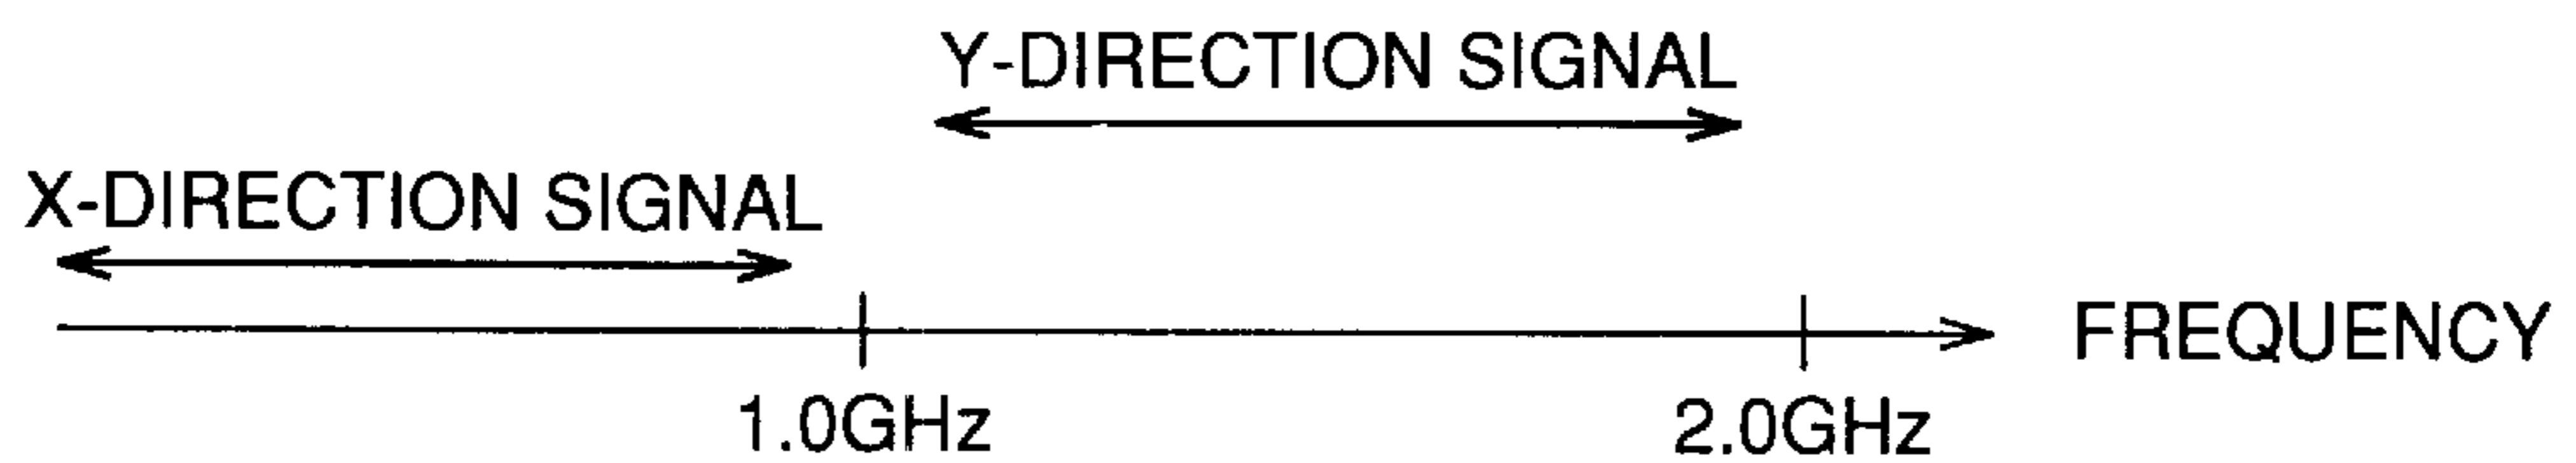 Y-DIRECTION SIGNAL
X-DIRECTION SIGNAL
FREQUENCY
1.0GHz
2.0GHz